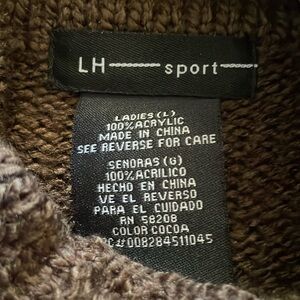 LH sport
LADIES (L)
100% ACRYLIC
MADE IN CHINA
SEE REVERSE FOR CARE
SENORAS (G)
100% ACRILICO
HECHO EN CHINA
VE EL REVERSO
PARA EL CUIDADO
RN 58208
COLOR COCOA
C#008284511045